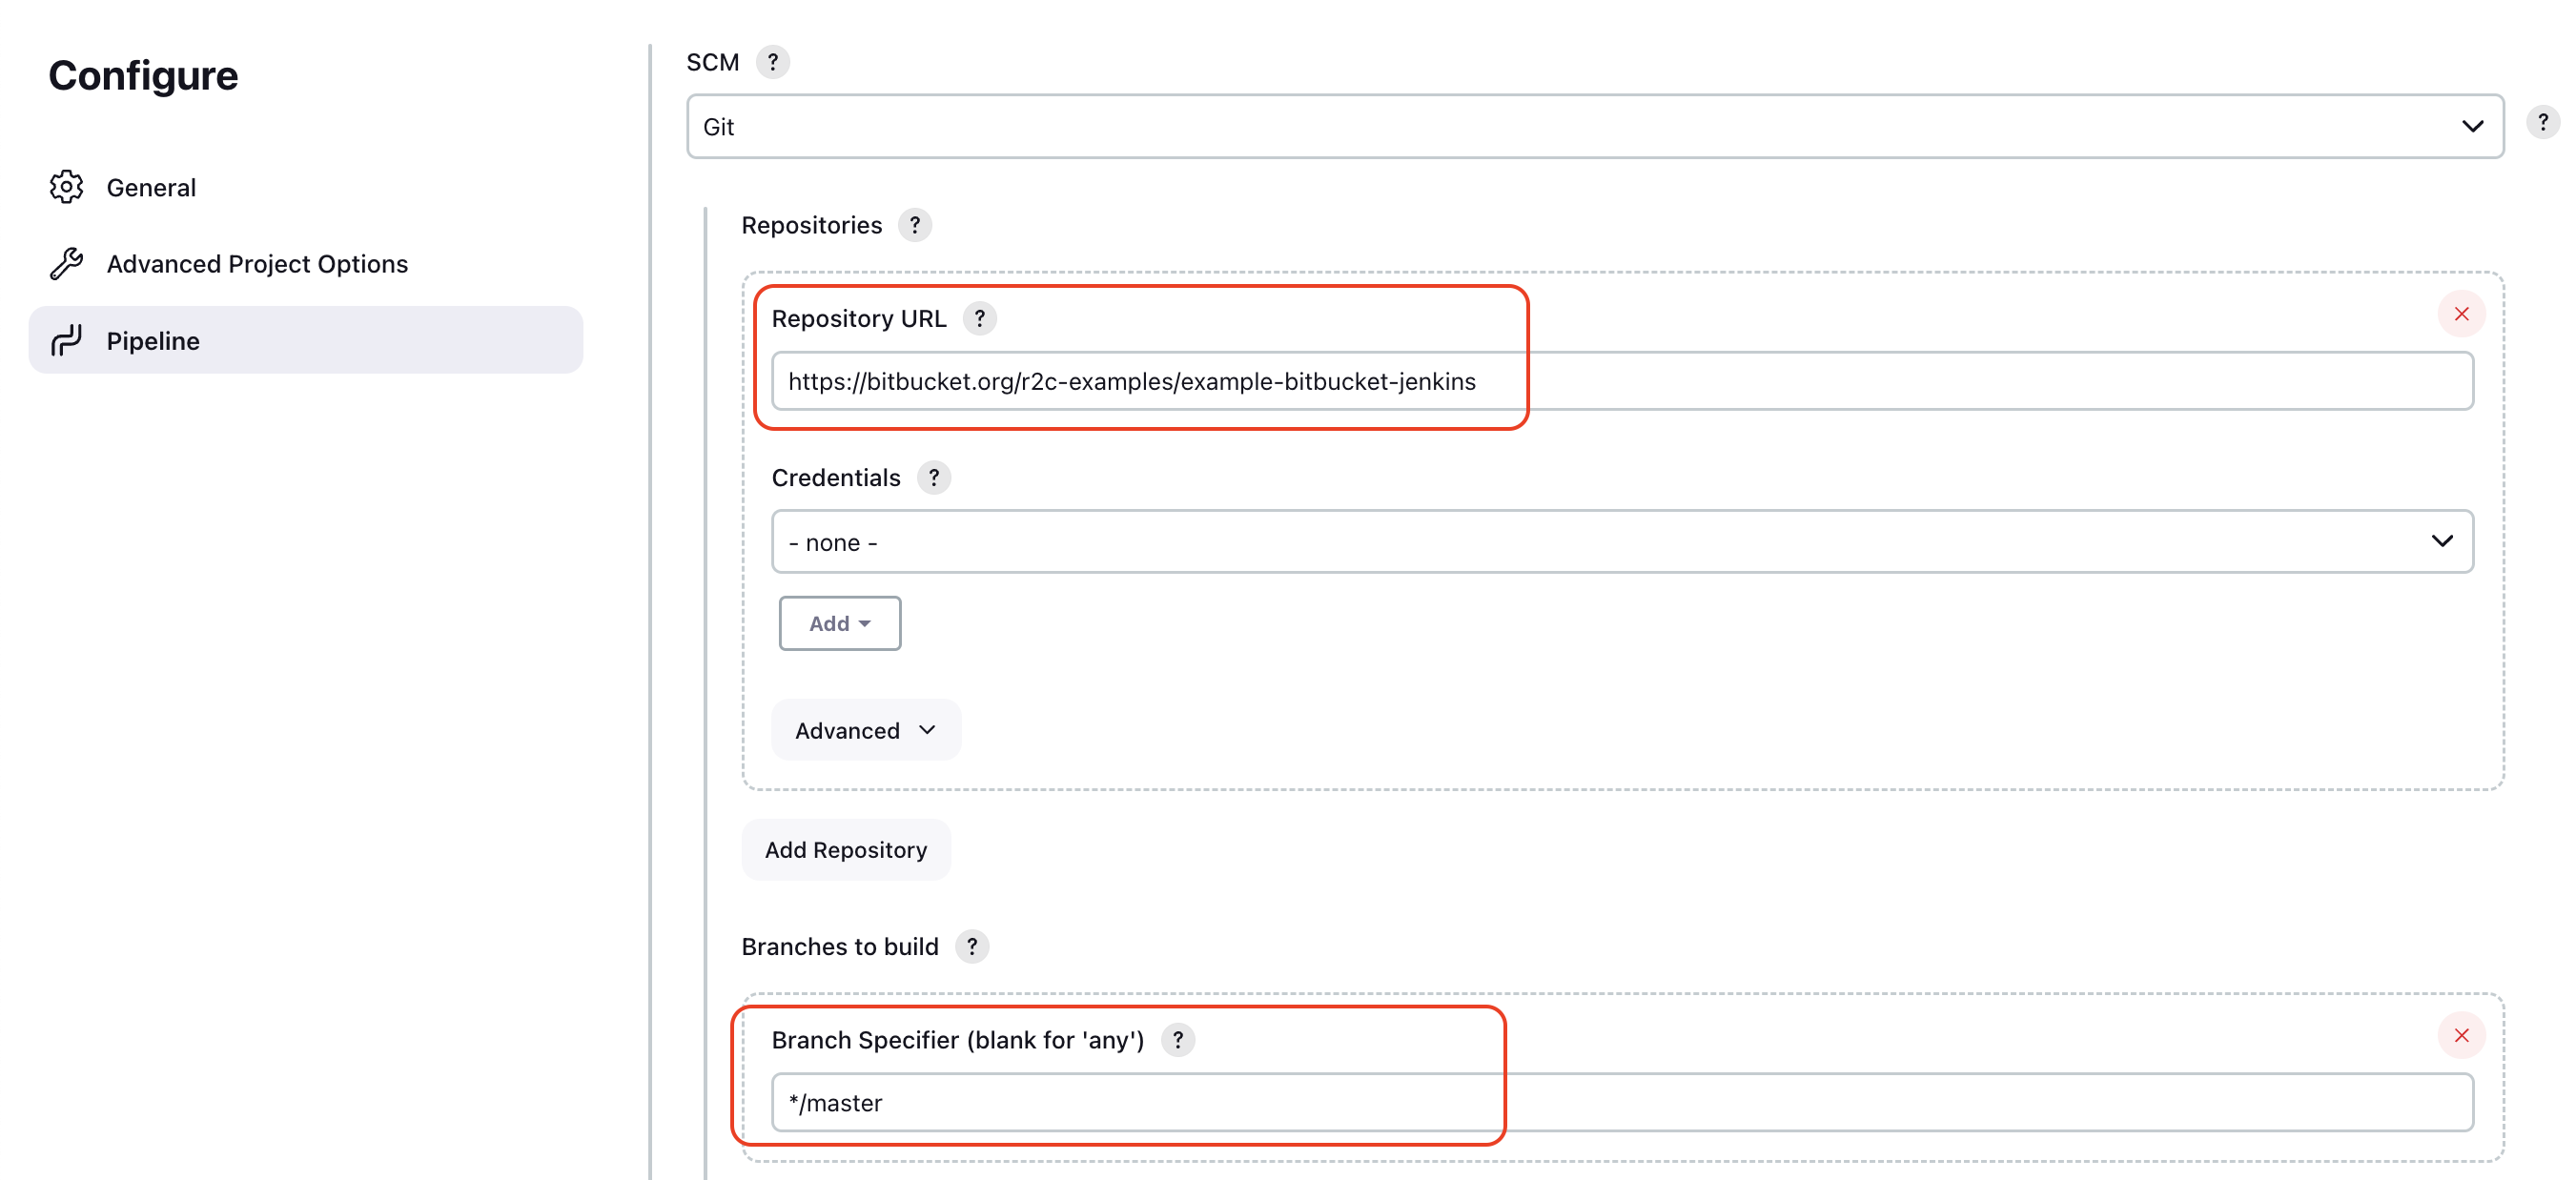 Configure
General
Advanced Project Options
Pipeline
SCM ?
Git
?
Repositories ?
Repository URL ?
https://bitbucket.org/r2c-examples/example-bitbucket-jenkins
Credentials ?
- none -
Add
Advanced
Add Repository
Branches to build ?
Branch Specifier (blank for 'any') ?
*/master